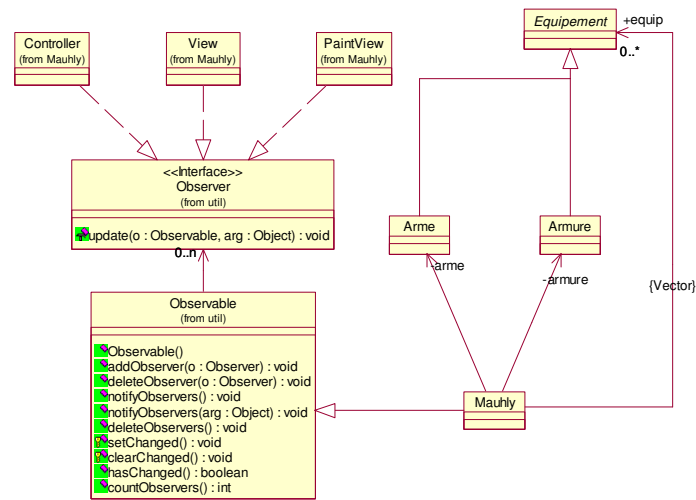 Controller
(from Mauhly)
View
(from Mauhly)
PaintView
(from Mauhly)
Equipement
+equip
0..*
<<Interface>>
Observer
(from util)
update(o : Observable, arg : Object) : void
0..n
Arme
Armure
-arme
-armure
{Vector}
Observable
(from util)
Observable()
addObserver(o : Observer) : void
deleteObserver(o : Observer) : void
notifyObservers() : void
notifyObservers(arg : Object) : void
deleteObservers() : void
setChanged() : void
clearChanged() : void
hasChanged() : boolean
countObservers() : int
Mauhly